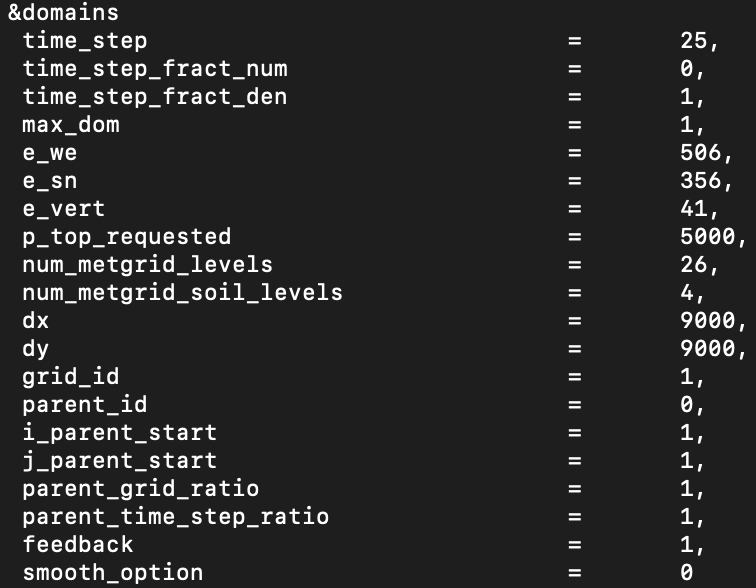 &domains
time_step = 25,
time_step_fract_num = 0,
time_step_fract_den = 1,
max_dom = 1,
e_we = 506,
e_sn = 356,
e_vert = 41,
p_top_requested = 5000,
num_metgrid_levels = 26,
num_metgrid_soil_levels = 4,
dx = 9000,
dy = 9000,
grid_id = 1,
parent_id = 0,
i_parent_start = 1,
j_parent_start = 1,
parent_grid_ratio = 1,
parent_time_step_ratio = 1,
feedback = 1,
smooth_option = 0